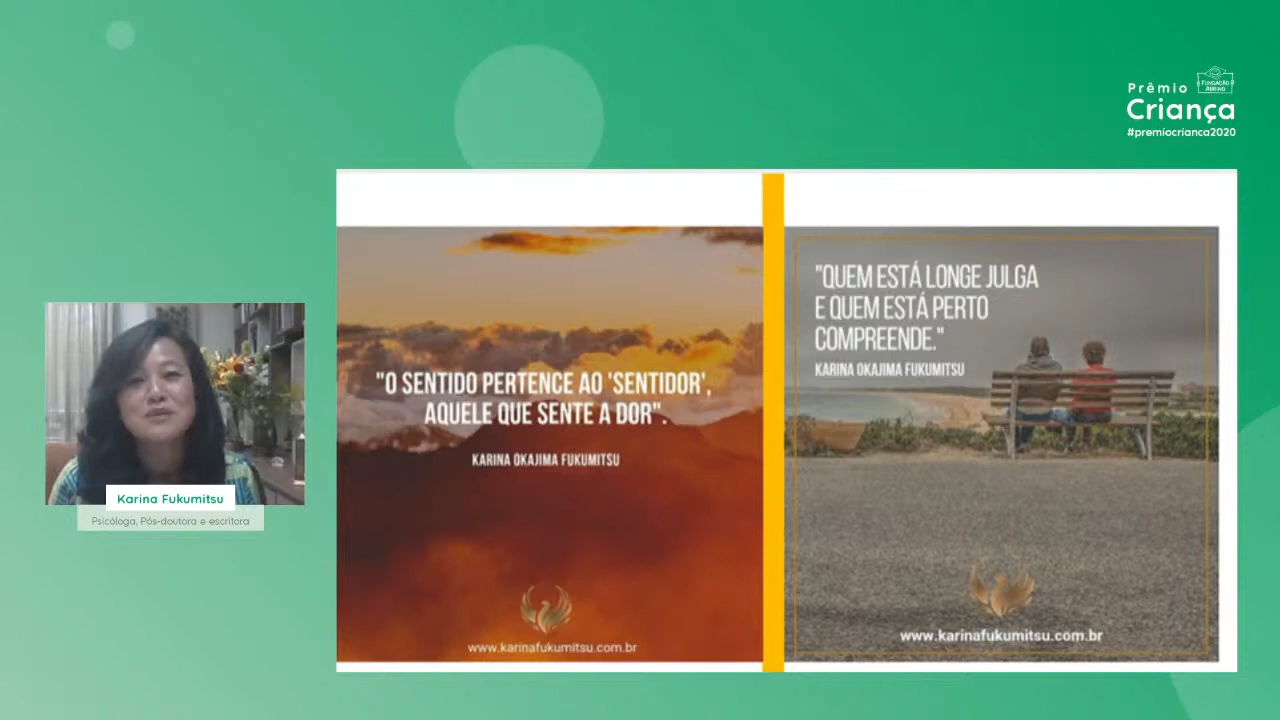 Prêmio
FUNDAÇÃO
ABRINQ
Criança
#premiocrianca2020
"QUEM ESTÁ LONGE JULGA
E QUEM ESTÁ PERTO
COMPREENDE."
KARINA OKAJIMA FUKUMITSU
"O SENTIDO PERTENCE AO 'SENTIDOR',
AQUELE QUE SENTE A DOR".
KARINA OKAJIMA FUKUMITSU
Karina Fukumitsu
Psicóloga, Pós-doutora e escritora
www.karinafukumitsu.com.br
www.karinafukumitsu.com.br